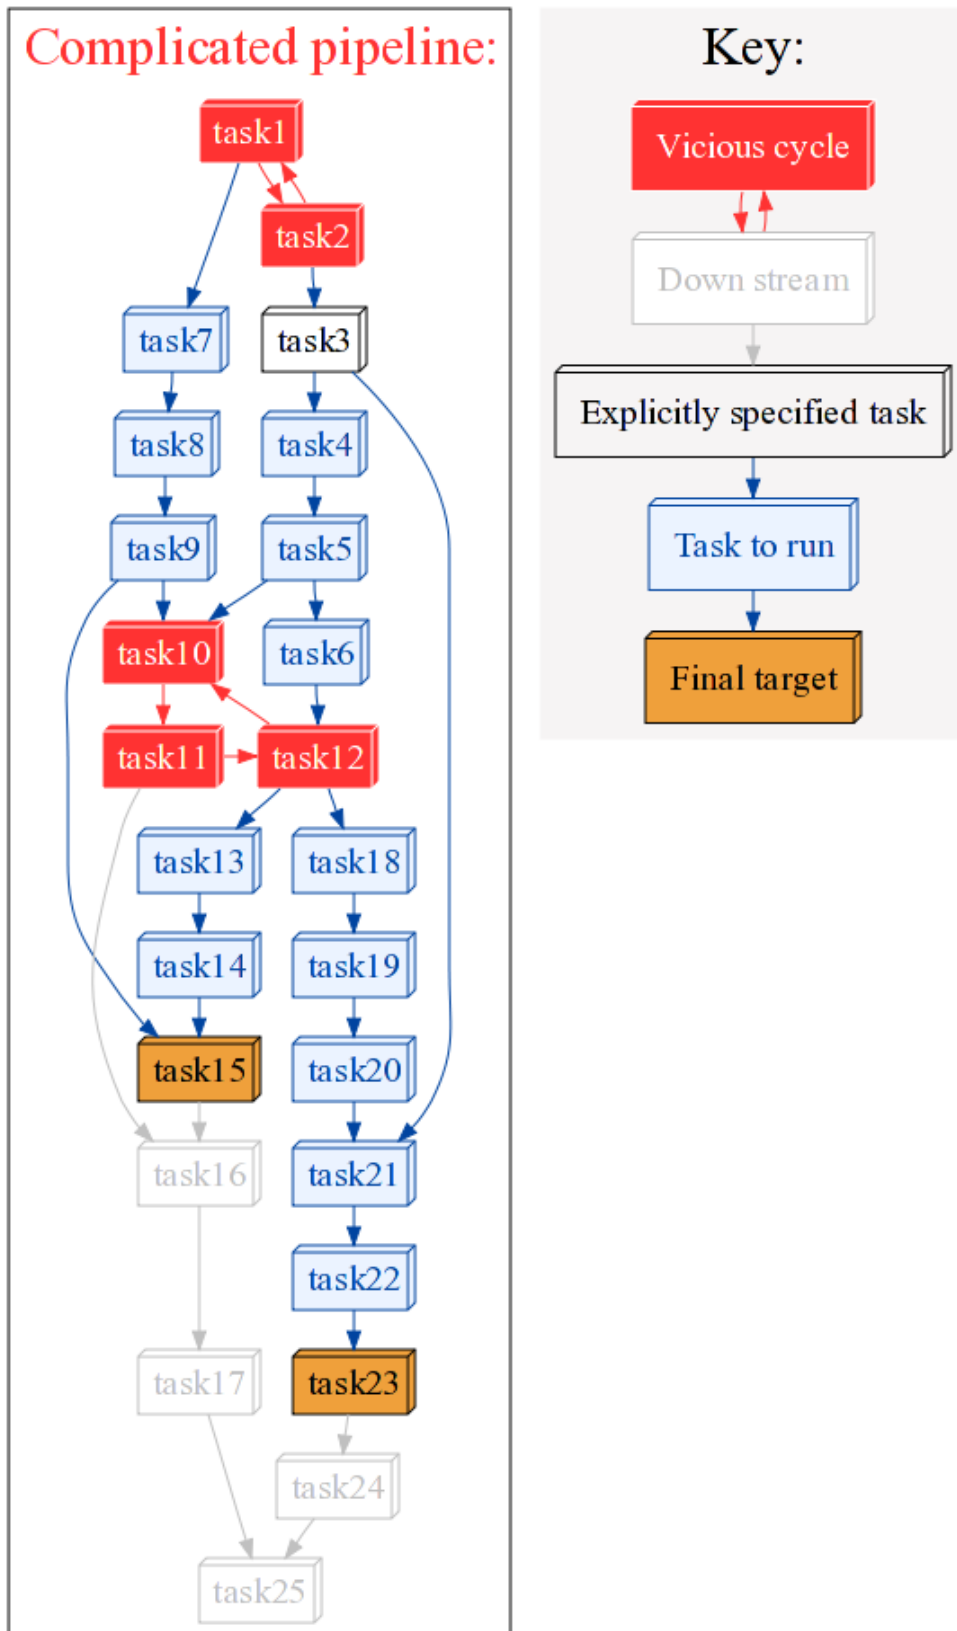 Complicated pipeline:
task1
task2
task7
task3
task8
task4
task9
task5
task10
task6
task11
task12
task13
task18
task14
task19
task15
task20
task16
task21
task22
task17
task23
task24
task25
Key:
Vicious cycle
Down stream
Explicitly specified task
Task to run
Final target